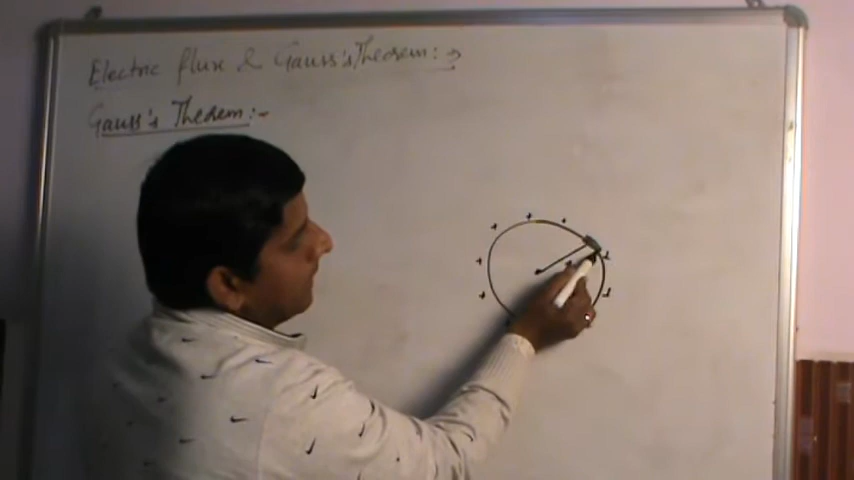 Electric flux & Gauss's Theorem :→
Gauss's Theorem :-